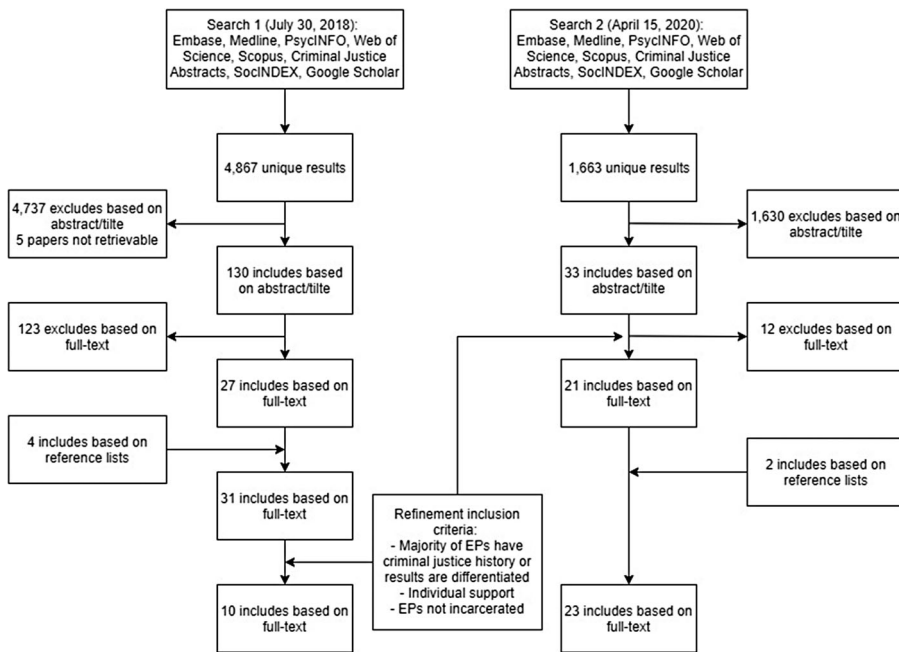 Search 1 (July 30, 2018):
Embase, Medline, PsycINFO, Web of
Science, Scopus, Criminal Justice
Abstracts, SocINDEX, Google Scholar
Search 2 (April 15, 2020):
Embase, Medline, PsycINFO, Web of
Science, Scopus, Criminal Justice
Abstracts, SocINDEX, Google Scholar
4,867 unique results
1,663 unique results
4,737 excludes based on
abstract/tilte
5 papers not retrievable
1,630 excludes based on
abstract/tilte
130 includes based
on abstract/tilte
33 includes based on
abstract/tilte
123 excludes based on
full-text
12 excludes based on
full-text
27 includes based on
full-text
21 includes based on
full-text
4 includes based on
reference lists
2 includes based on
reference lists
31 includes based on
full-text
Refinement inclusion
criteria:
- Majority of EPs have
criminal justice history or
results are differentiated
- Individual support
- EPs not incarcerated
10 includes based on
full-text
23 includes based on
full-text